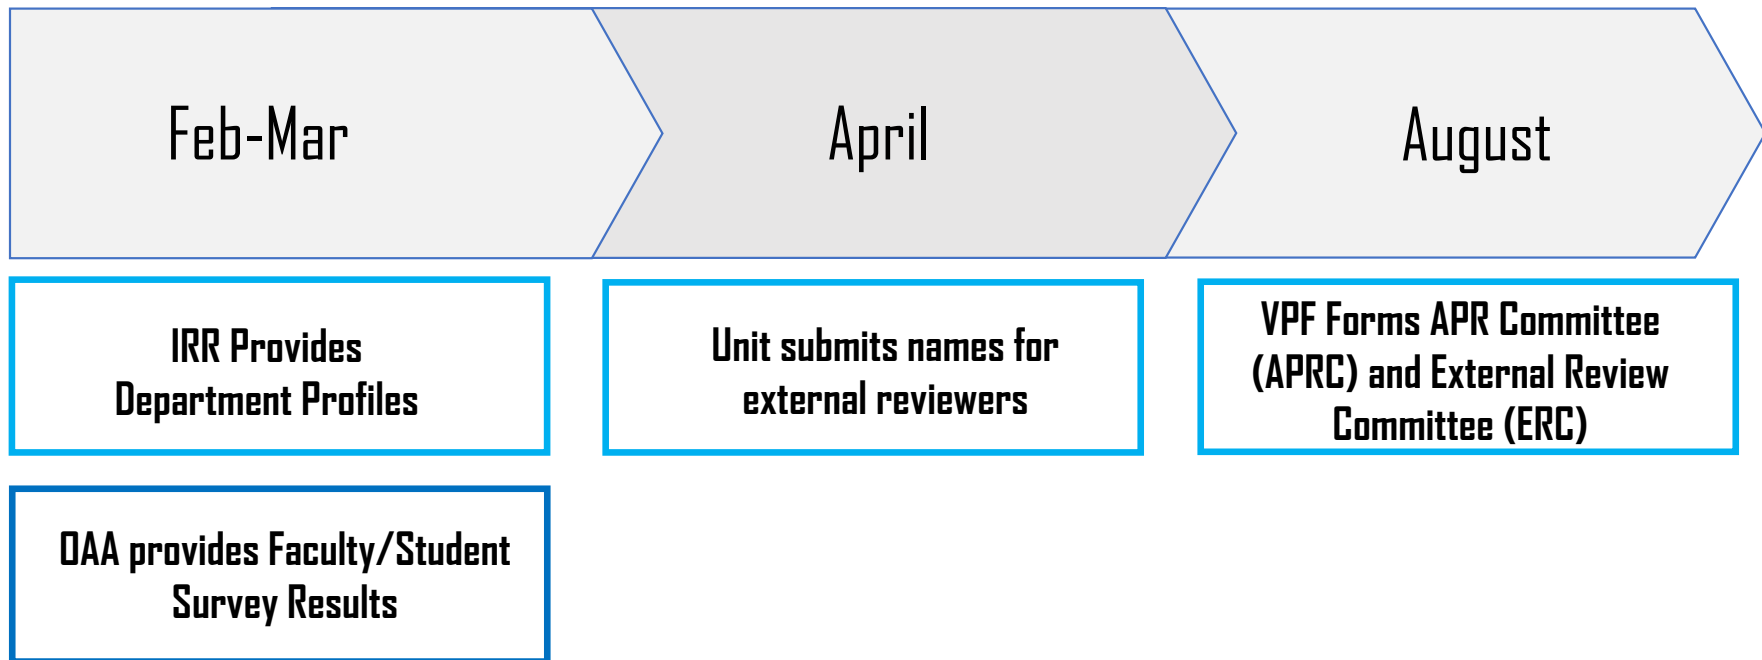 Feb-Mar
April
August
IRR Provides
Department Profiles
Unit submits names for
external reviewers
VPF Forms APR Committee
(APRC) and External Review
Committee (ERC)
OAA provides Faculty/Student
Survey Results